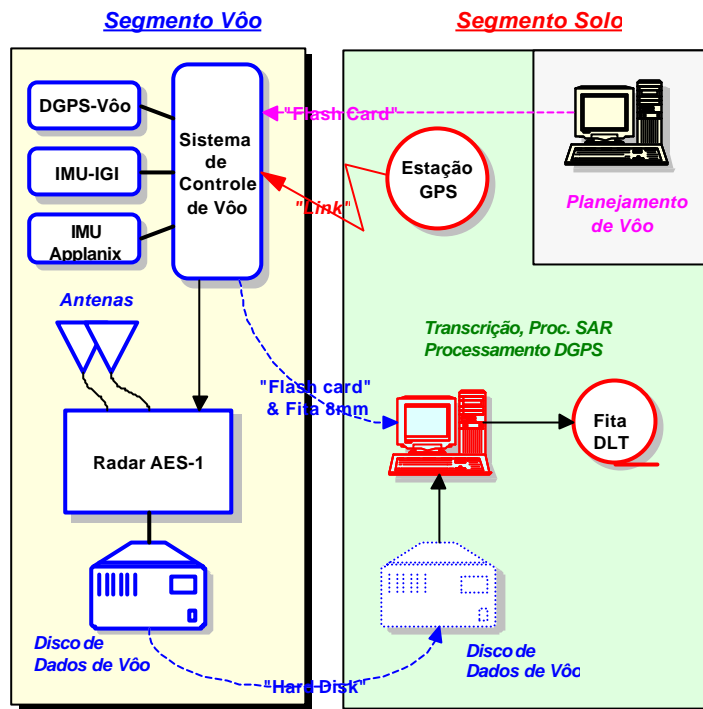 Segmento Vôo
Segmento Solo
DGPS-Vôo
IMU-IGI
IMU
Applanix
Sistema
de
Controle
de Vôo
"Flash Card"
"Link"
Estação
GPS
Planejamento
de Vôo
Antenas
Radar AES-1
Disco de
Dados de Vôo
Transcrição, Proc. SAR
Processamento DGPS
"Flash card"
& Fita 8mm
Fita
DLT
Disco de
Dados de Vôo
"Hard Disk"